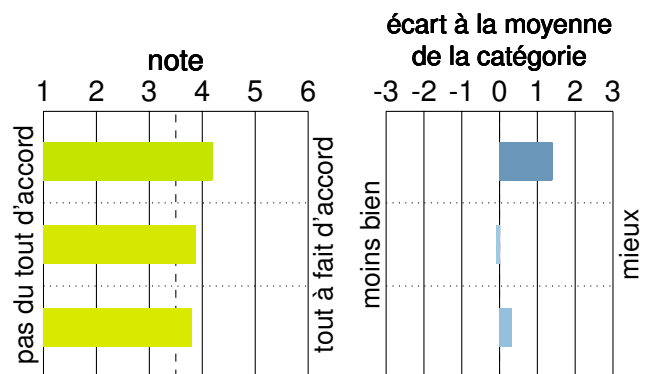 note
1 2 3 4 5 6
pas du tout d'accord
tout à fait d'accord
écart à la moyenne
de la catégorie
-3 -2 -1 0 1 2 3
moins bien
mieux